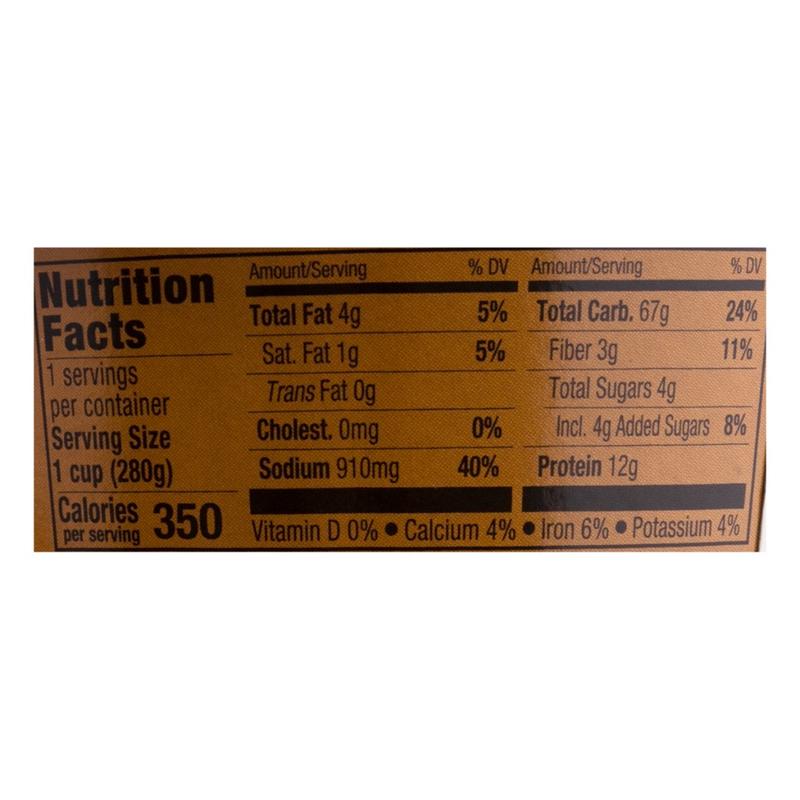 Nutrition
Facts
1 servings
per container
Serving Size
1 cup (280g)
Calories
per serving
350
Amount/Serving % DV
Total Fat 4g 5%
Sat. Fat 1g 5%
Trans Fat 0g
Cholest. 0mg 0%
Sodium 910mg 40%
Amount/Serving % DV
Total Carb. 67g 24%
Fiber 3g 11%
Total Sugars 4g
Incl. 4g Added Sugars 8%
Protein 12g
Vitamin D 0% • Calcium 4% • Iron 6% • Potassium 4%